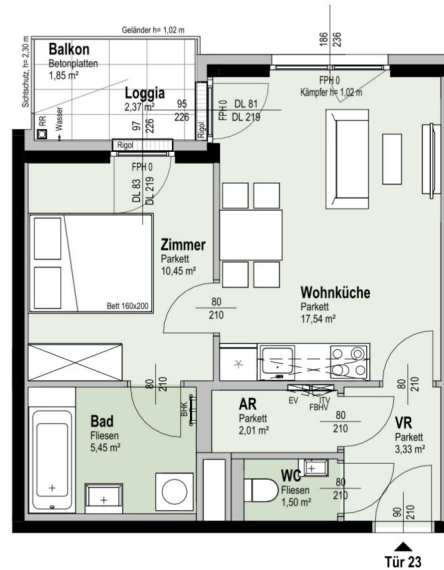 Geländer h= 1,02 m
Sichtschutz, h= 2,30 m
Balkon
Betonplatten
1,85 m²
Loggia
2,37 m²
RR
Wasser
Rigol
97
226
95
226
Rigol
FPH 0
DL 81
DL 219
186
236
FPH 0
Kämpfer h= 1,02 m
FPH 0
DL 83
DL 219
Zimmer
Parkett
10,45 m²
Bett 160x200
80
210
Wohnküche
Parkett
17,54 m²
80
210
80
210
BHK
Bad
Fliesen
5,45 m²
AR
Parkett
2,01 m²
EV
ITV
FBHV
80
210
VR
Parkett
3,33 m²
WC
Fliesen
1,50 m²
80
210
90
210
Tür 23